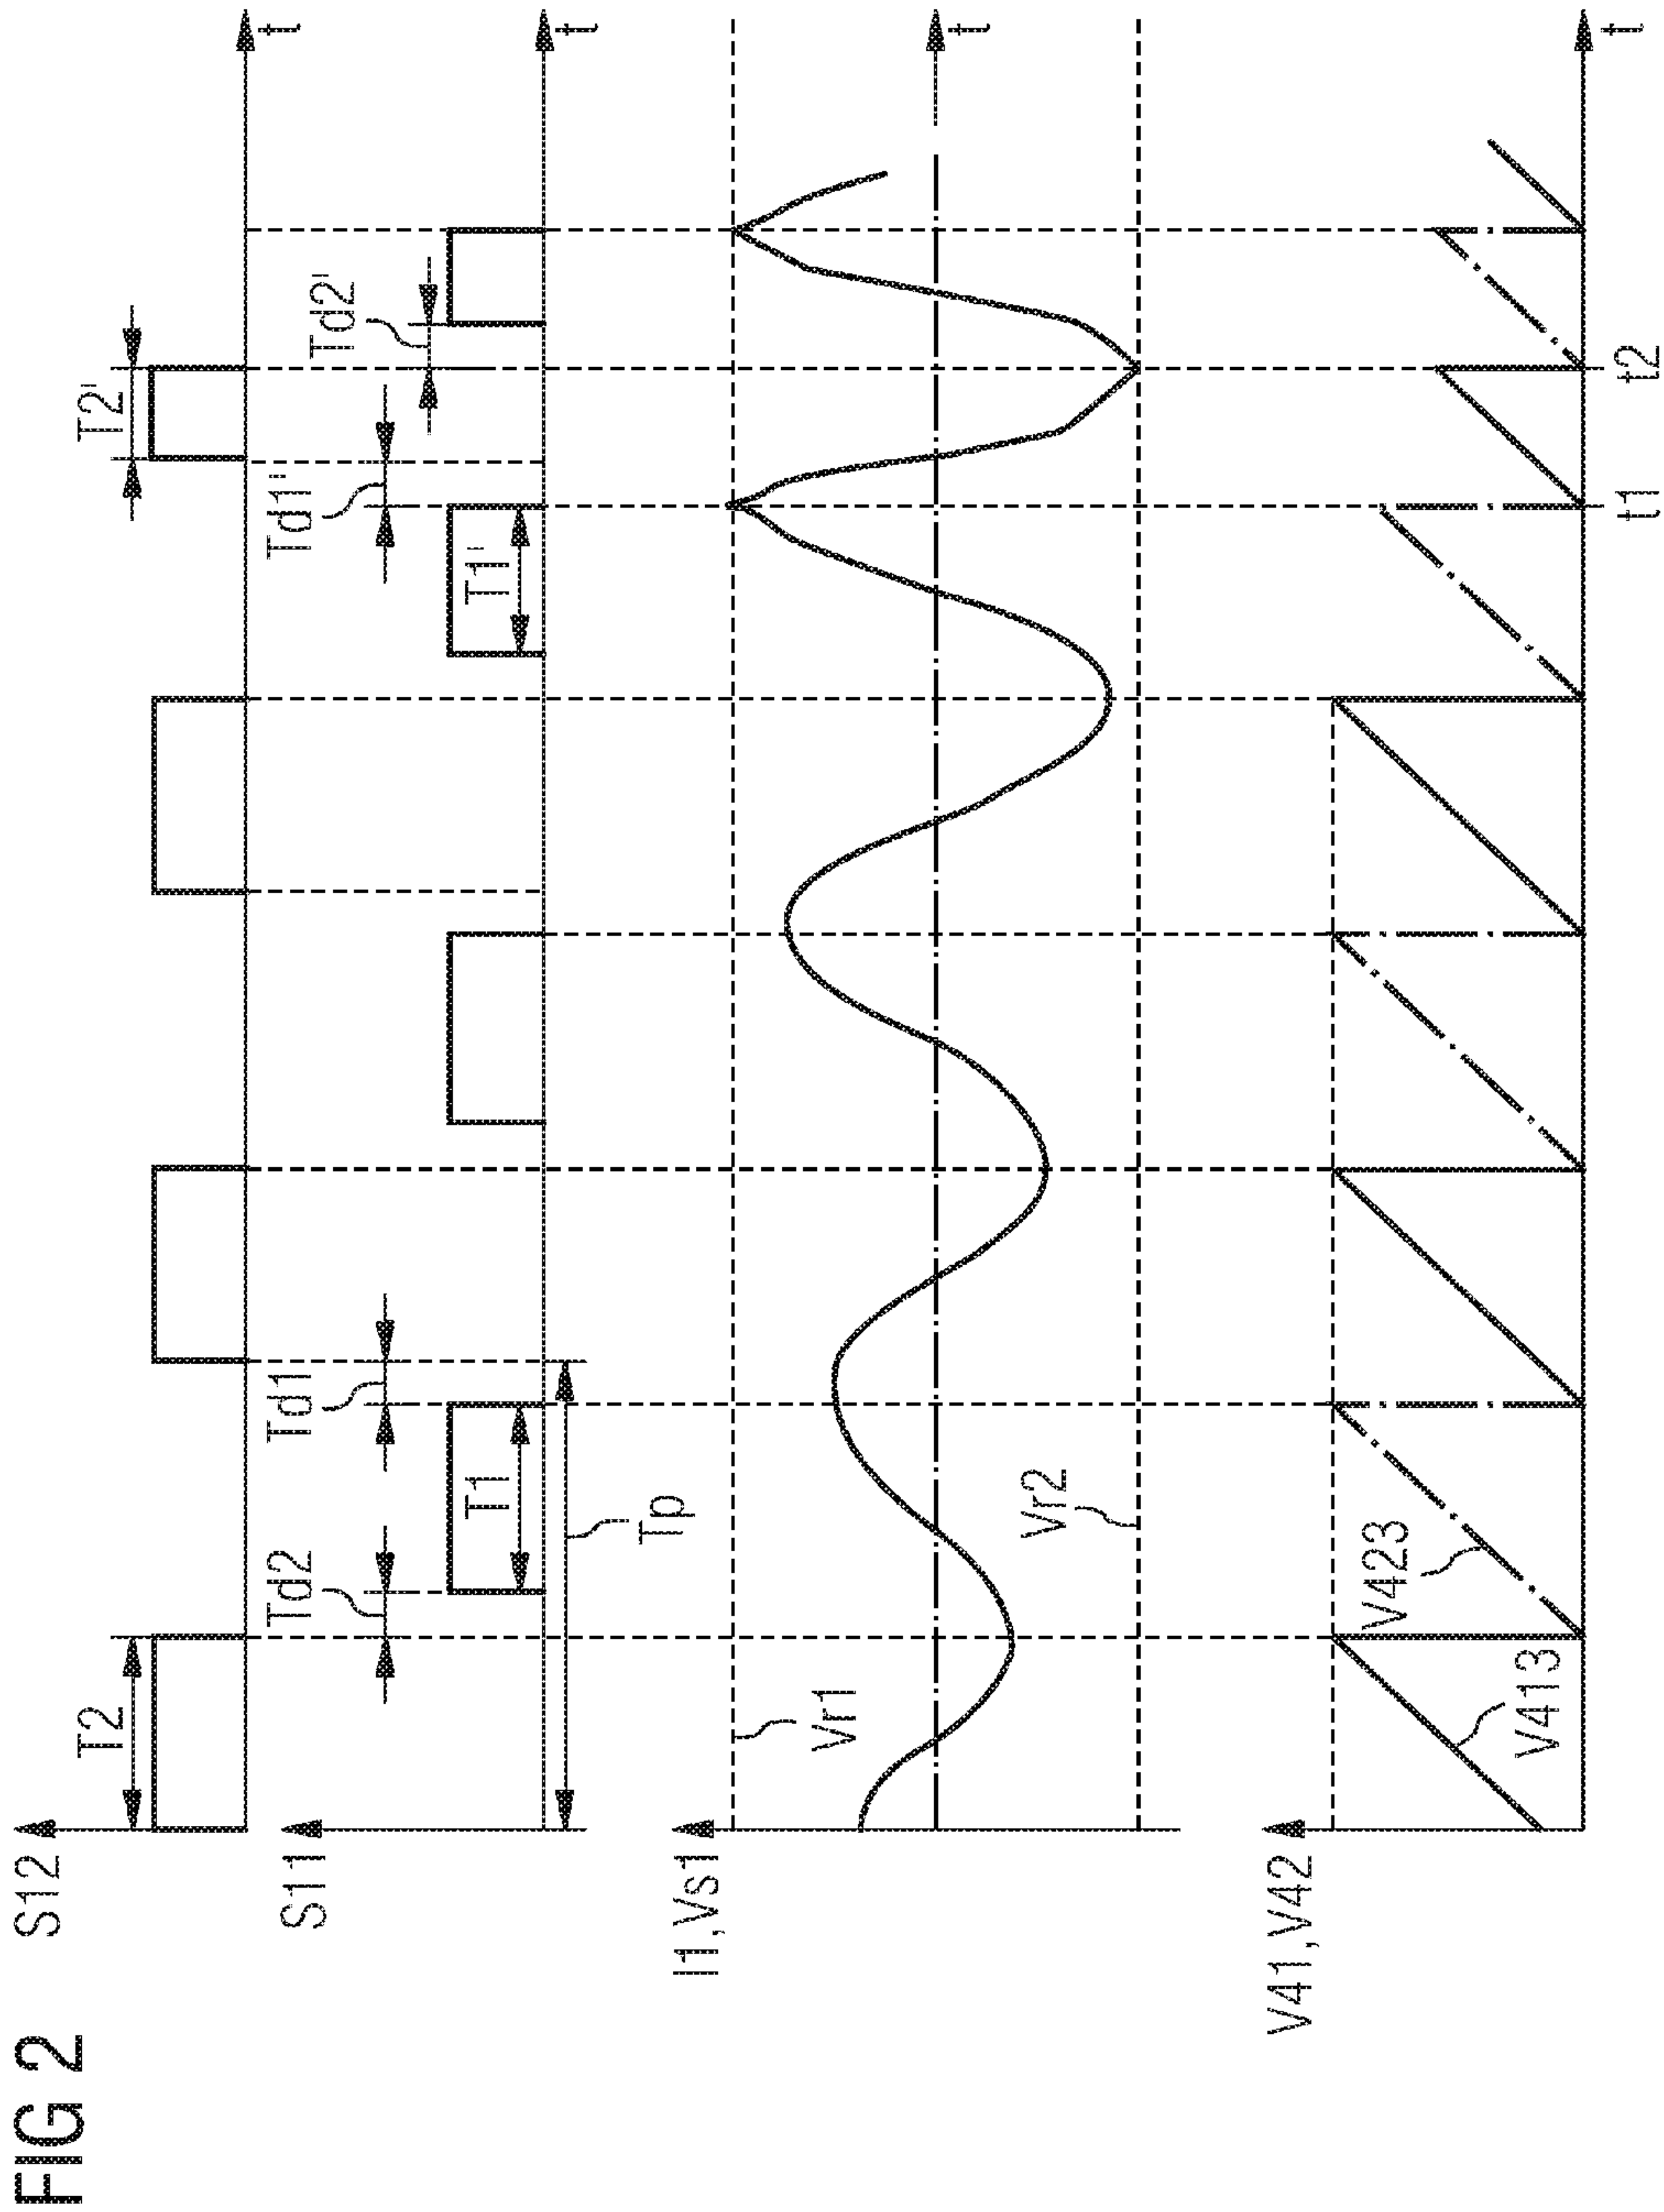 FIG 2
S12
T2
T2'
t
S11
Td2
Td1
Td1'
Td2'
T1
T1'
t
Tp
I1,Vs1
Vr1
Vr2
t
V41,V42
V413
V423
t1
t2
t